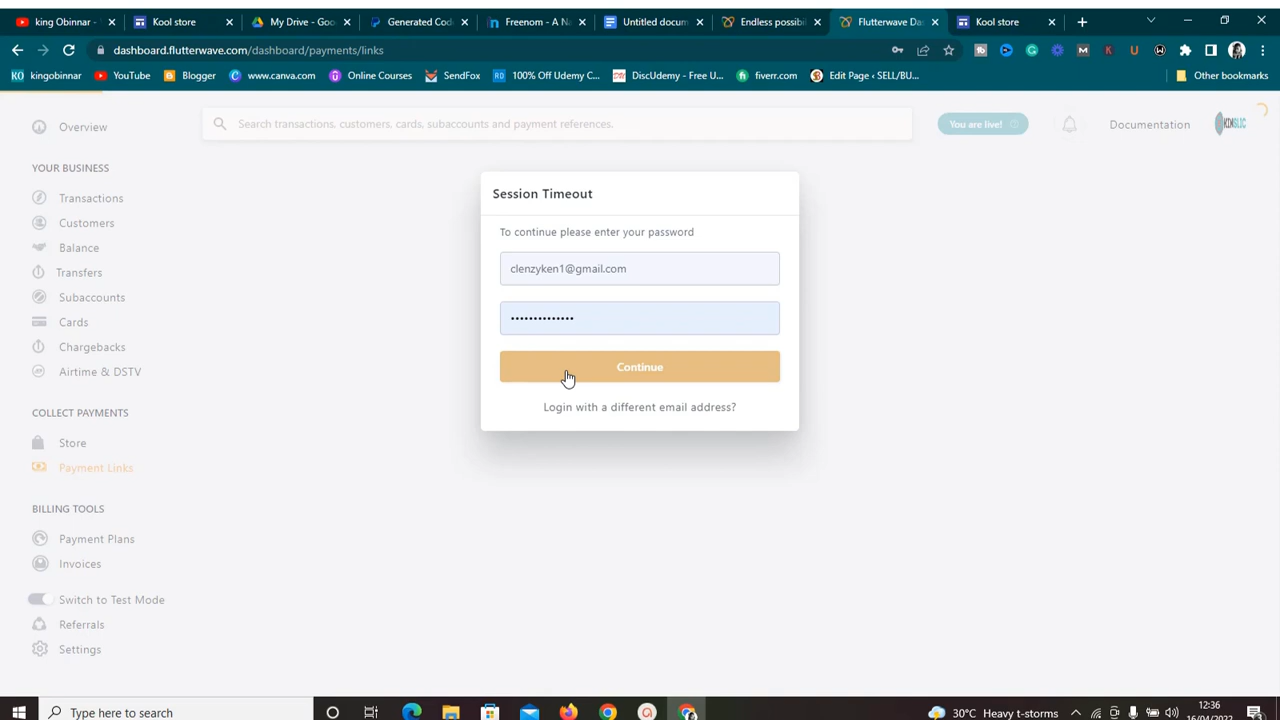 king Obinnar -
Kool store
My Drive - Goo
Generated Code
Freenom - A Na
Untitled docum
Endless possibi
Flutterwave Da
Kool store
dashboard.flutterwave.com/dashboard/payments/links
kingobinnar
YouTube
Blogger
www.canva.com
Online Courses
SendFox
100% Off Udemy C...
DiscUdemy - Free U...
fiverr.com
Edit Page ‹ SELL/BU...
Other bookmarks
Overview
Search transactions, customers, cards, subaccounts and payment references.
You are live!
Documentation
YOUR BUSINESS
Transactions
Customers
Balance
Transfers
Subaccounts
Cards
Chargebacks
Airtime & DSTV
COLLECT PAYMENTS
Store
Payment Links
BILLING TOOLS
Payment Plans
Invoices
Switch to Test Mode
Referrals
Settings
Session Timeout
To continue please enter your password
clenzyken1@gmail.com
••••••••••••••
Continue
Login with a different email address?
Type here to search
30°C Heavy t-storms
12:36